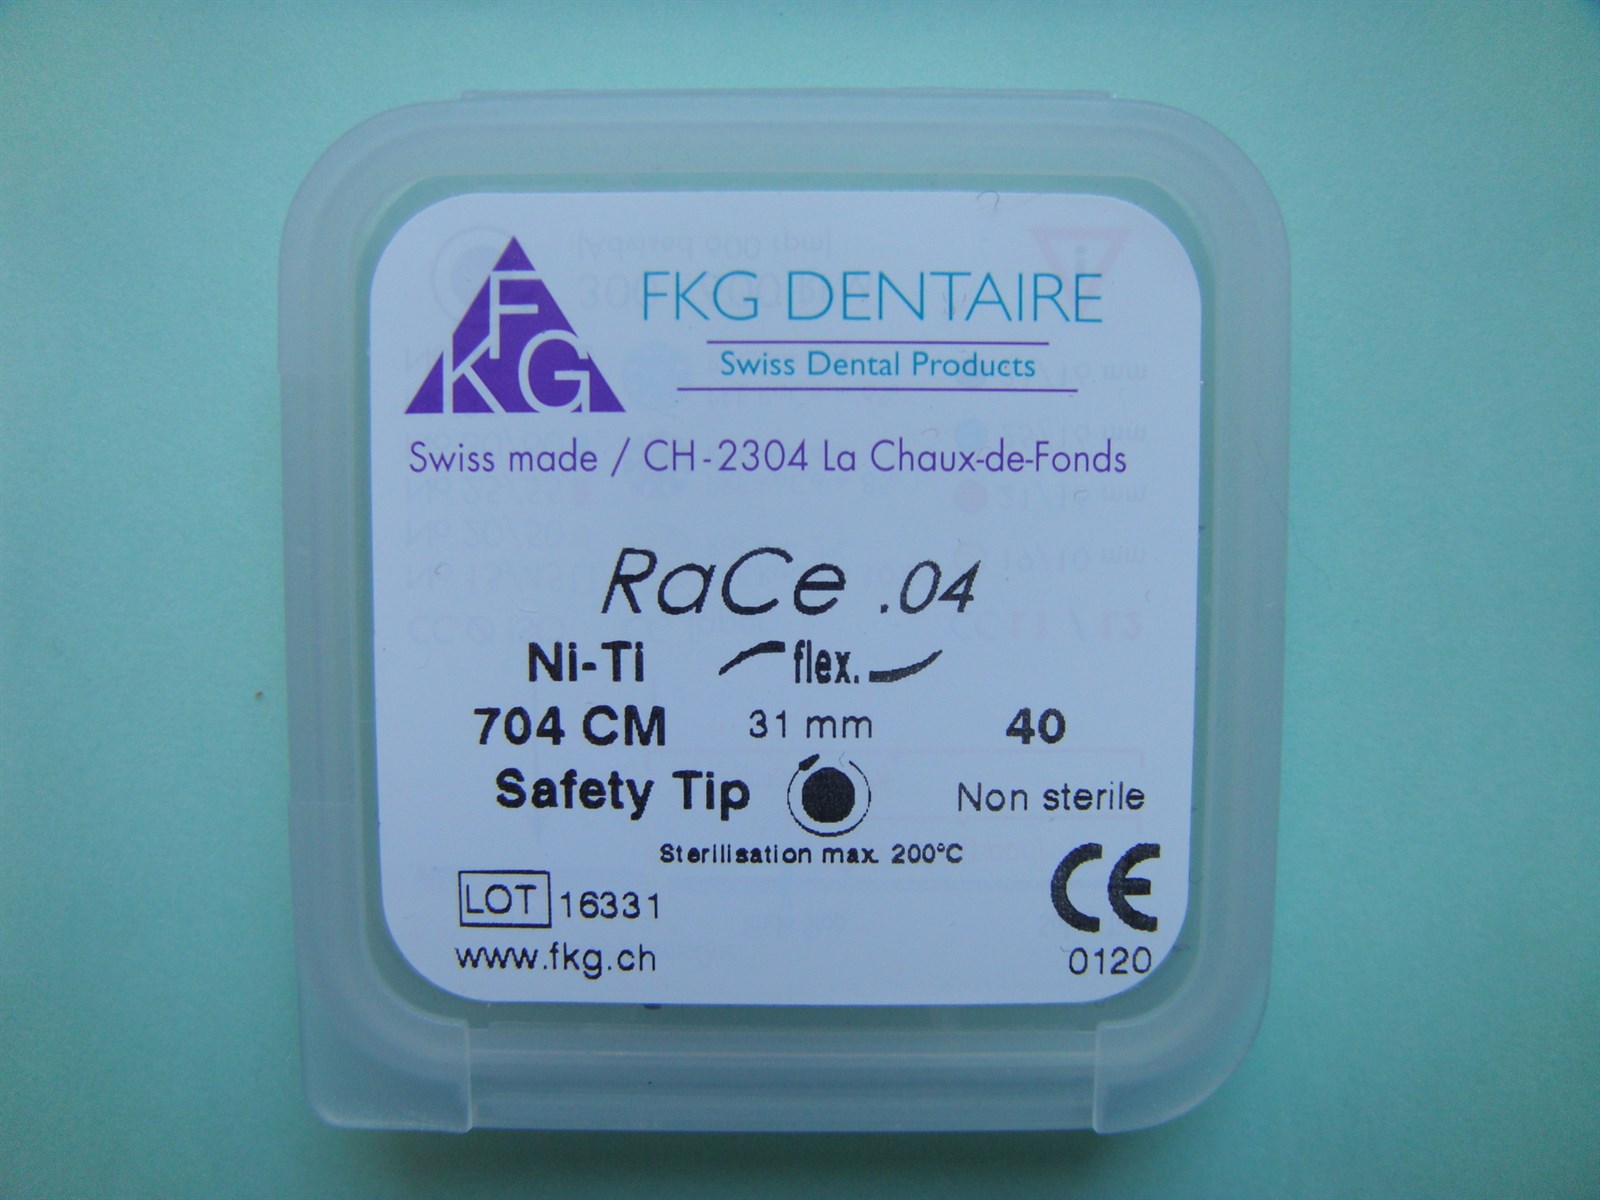 FKG
FKG DENTAIRE
Swiss Dental Products
Swiss made / CH-2304 La Chaux-de-Fonds
RaCe .04
Ni-Ti flex.
704 CM 31 mm 40
Safety Tip Non sterile
Sterilisation max. 200°C
LOT 16331
www.fkg.ch
CE
0120